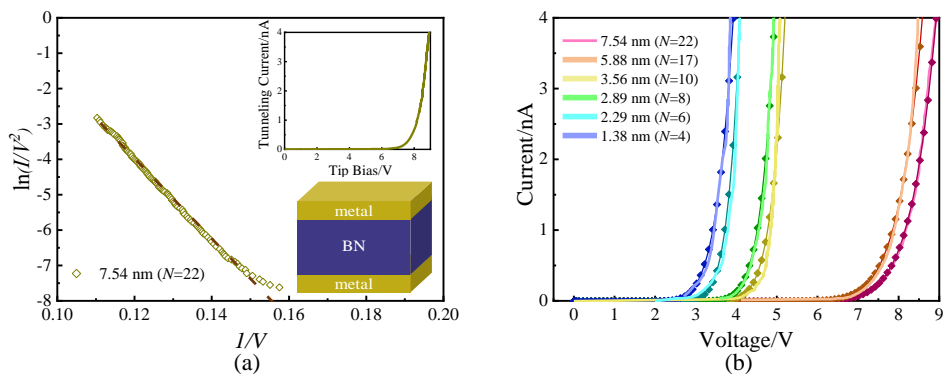 (a)
ln(I/V²)
0
-1
-2
-3
-4
-5
-6
-7
-8
0.10
0.12
0.14
0.16
0.18
0.20
1/V
7.54 nm (N=22)
Tunneling Current/nA
4
3
2
1
0
0
2
4
6
8
Tip Bias/V
metal
BN
metal
(a)
(b)
Current/nA
4
3
2
1
0
0
1
2
3
4
5
6
7
8
9
Voltage/V
7.54 nm (N=22)
5.88 nm (N=17)
3.56 nm (N=10)
2.89 nm (N=8)
2.29 nm (N=6)
1.38 nm (N=4)
(b)